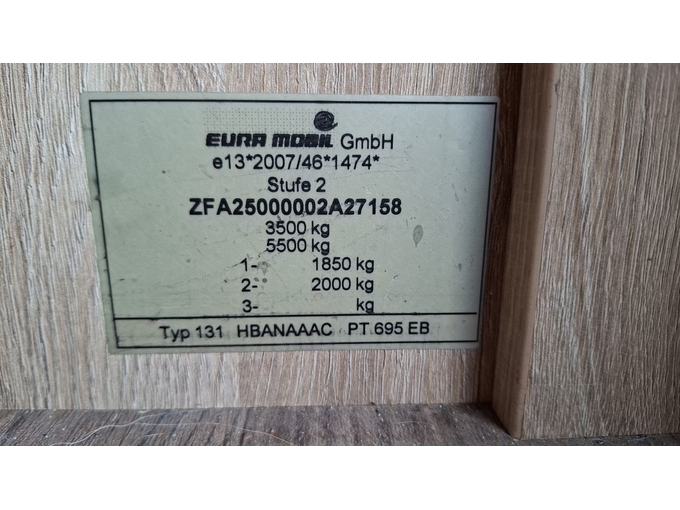 EURA MOBIL GmbH
e13*2007/46*1474*
Stufe 2
ZFA25000002A27158
3500 kg
5500 kg
1- 1850 kg
2- 2000 kg
3- kg
Typ 131 HBANAAAC PT 695 EB